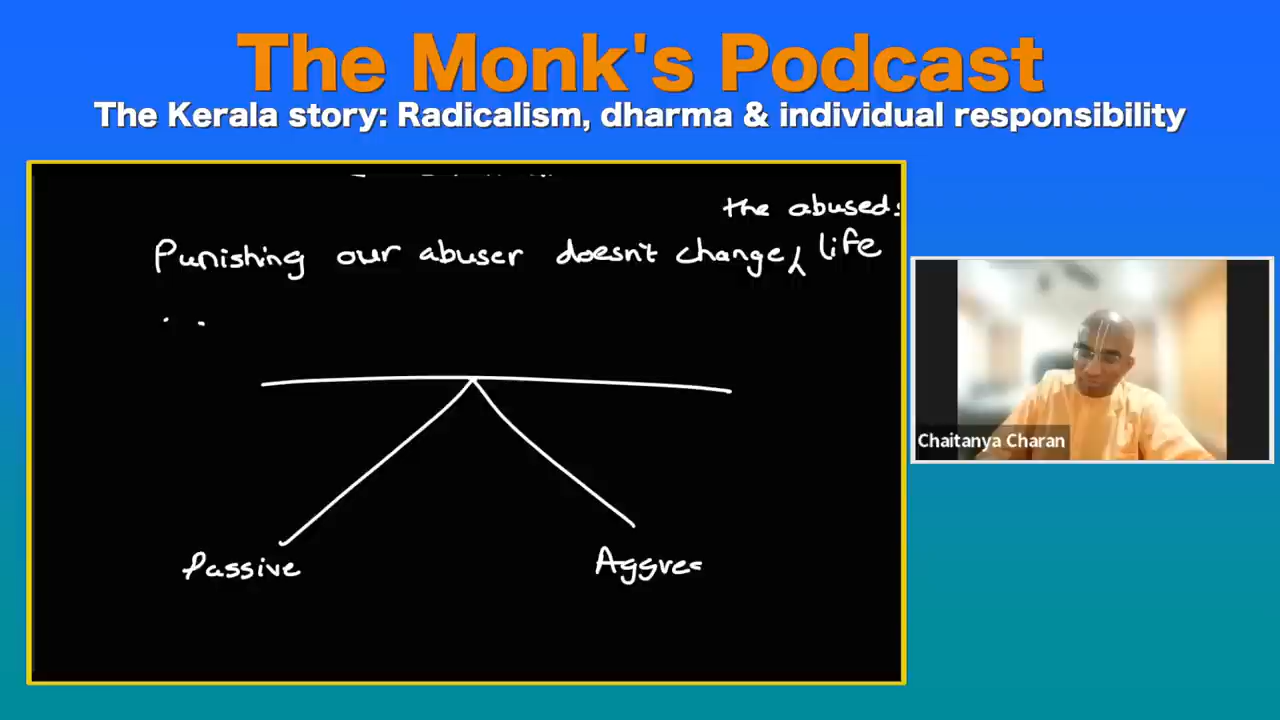 The Monk's Podcast
The Kerala story: Radicalism, dharma & individual responsibility
the abused:
Punishing our abuser doesn't change life
Chaitanya Charan
Passive Aggre